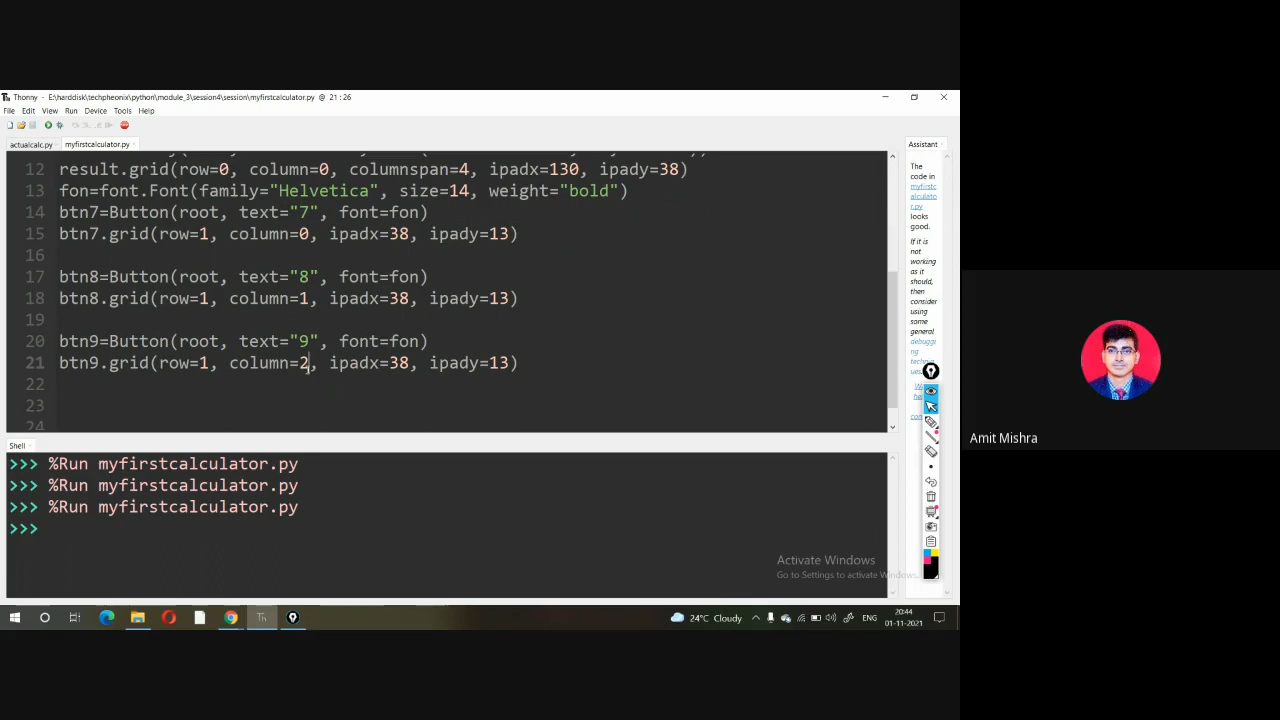 Thonny - E:\harddisk\techpheonix\python\module_3\session4\session\myfirstcalculator.py @ 21 : 26
File Edit View Run Device Tools Help
actualcalc.py myfirstcalculator.py
12 result.grid(row=0, column=0, columnspan=4, ipadx=130, ipady=38)
13 fon=font.Font(family="Helvetica", size=14, weight="bold")
14 btn7=Button(root, text="7", font=fon)
15 btn7.grid(row=1, column=0, ipadx=38, ipady=13)
16
17 btn8=Button(root, text="8", font=fon)
18 btn8.grid(row=1, column=1, ipadx=38, ipady=13)
19
20 btn9=Button(root, text="9", font=fon)
21 btn9.grid(row=1, column=2, ipadx=38, ipady=13)
22
23
24
Assistant
The
code in
myfirstc
alculato
r.py
looks
good.
If it is
not
working
as it
should,
then
consider
using
some
general
debuggi
ng
techniq
Shell
>>> %Run myfirstcalculator.py
>>> %Run myfirstcalculator.py
>>> %Run myfirstcalculator.py
>>>
Activate Windows
Go to Settings to activate Windows.
24°C Cloudy
ENG
20:44
01-11-2021
Amit Mishra